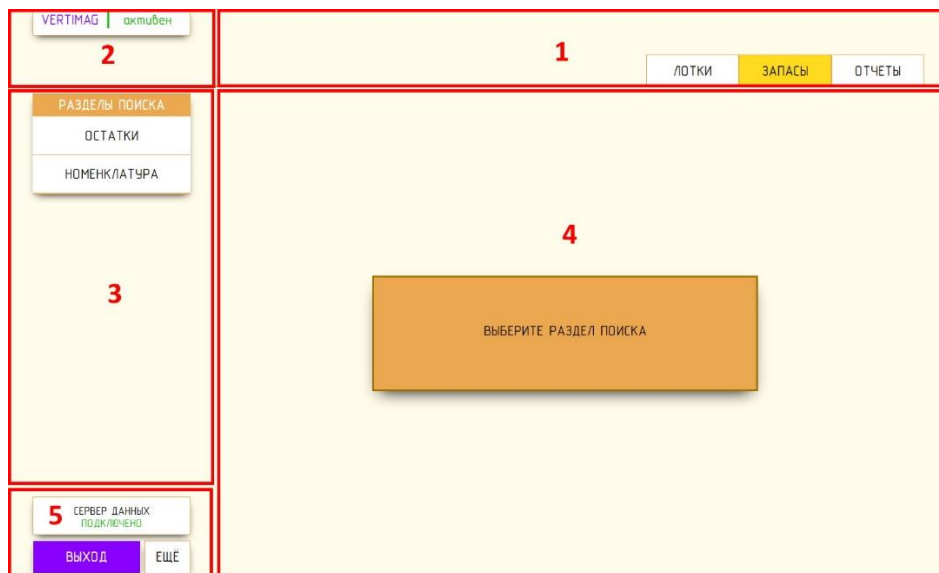 VERTIMAG | активен
2
1
ЛОТКИ ЗАПАСЫ ОТЧЕТЫ
РАЗДЕЛЫ ПОИСКА
ОСТАТКИ
НОМЕНКЛАТУРА
3
4
ВЫБЕРИТЕ РАЗДЕЛ ПОИСКА
5
СЕРВЕР ДАННЫХ
ПОДКЛЮЧЕНО
ВЫХОД ЕЩЁ